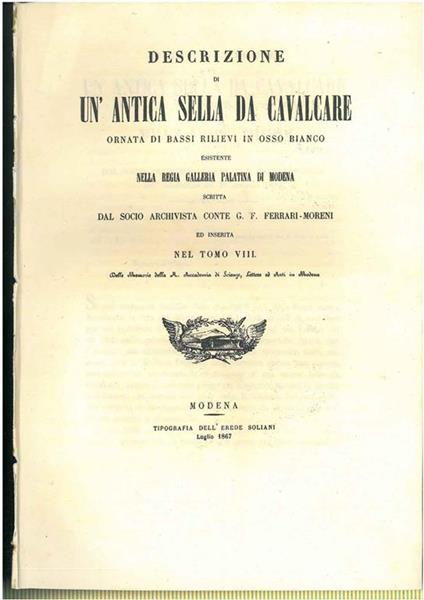 DESCRIZIONE
DI
UN' ANTICA SELLA DA CAVALCARE
ORNATA DI BASSI RILIEVI IN OSSO BIANCO
ESISTENTE
NELLA REGIA GALLERIA PALATINA DI MODENA
SCRITTA
DAL SOCIO ARCHIVISTA CONTE G. F. FERRARI-MORENI
ED INSERITA
NEL TOMO VIII.
Delle Memorie della R. Accademia di Scienze, Lettere ed Arti in Modena
MODENA
TIPOGRAFIA DELL' EREDE SOLIANI
Luglio 1867